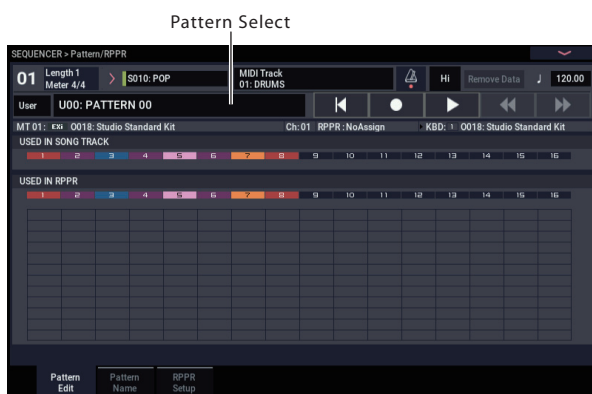 Pattern Select
SEQUENCER > Pattern/RPPR
01 Length 1 S010: POP MIDI Track Hi Remove Data ♩ 120.00
Meter 4/4 01: DRUMS
User U00: PATTERN 00
MT 01: EXi 0018: Studio Standard Kit Ch:01 RPPR : NoAssign KBD: 1 0018: Studio Standard Kit
USED IN SONG TRACK
1 2 3 4 5 6 7 8 9 10 11 12 13 14 15 16
USED IN RPPR
1 2 3 4 5 6 7 8 9 10 11 12 13 14 15 16
Pattern Pattern RPPR
Edit Name Setup